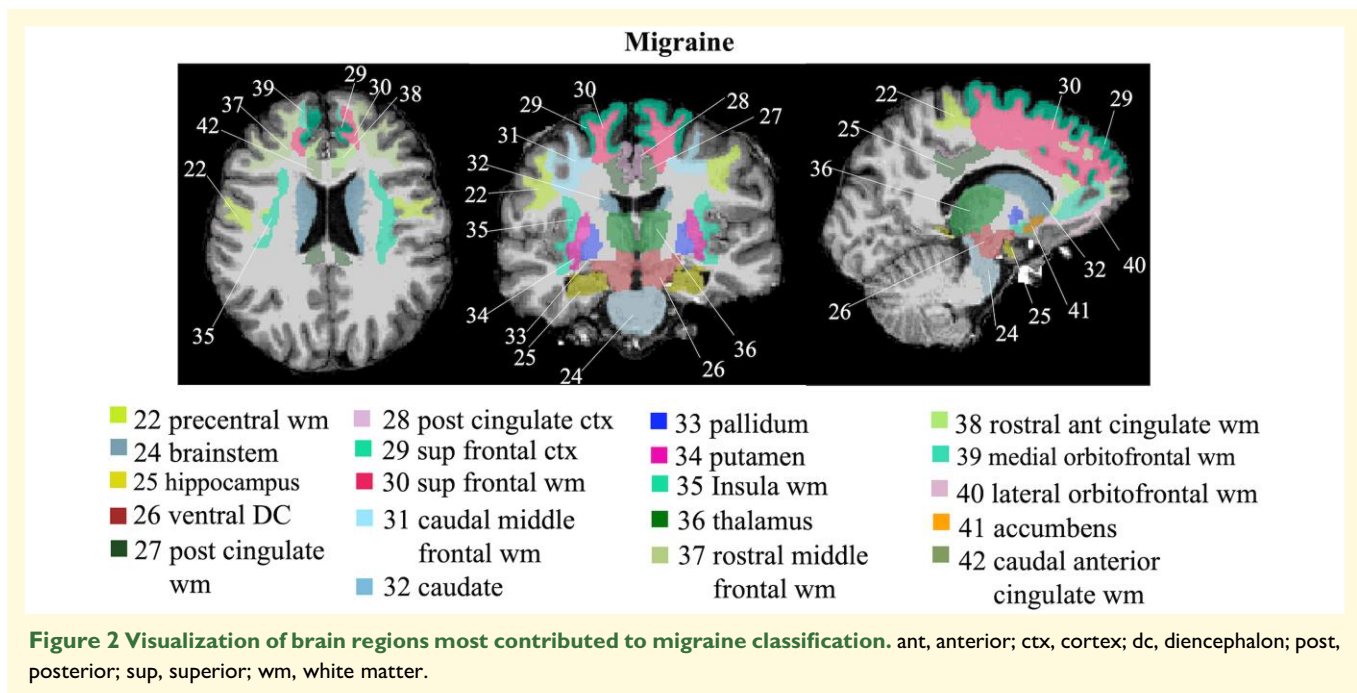 Migraine
39 29 30 38
37
42
22
35
30
29
31
32
22
35
34
33
25
24
28
27
36
26
22
25
36
26
30
29
40
32
41
25
24
22 precentral wm
24 brainstem
25 hippocampus
26 ventral DC
27 post cingulate
wm
28 post cingulate ctx
29 sup frontal ctx
30 sup frontal wm
31 caudal middle
frontal wm
32 caudate
33 pallidum
34 putamen
35 Insula wm
36 thalamus
37 rostral middle
frontal wm
38 rostral ant cingulate wm
39 medial orbitofrontal wm
40 lateral orbitofrontal wm
41 accumbens
42 caudal anterior
cingulate wm
Figure 2 Visualization of brain regions most contributed to migraine classification. ant, anterior; ctx, cortex; dc, diencephalon; post,
posterior; sup, superior; wm, white matter.